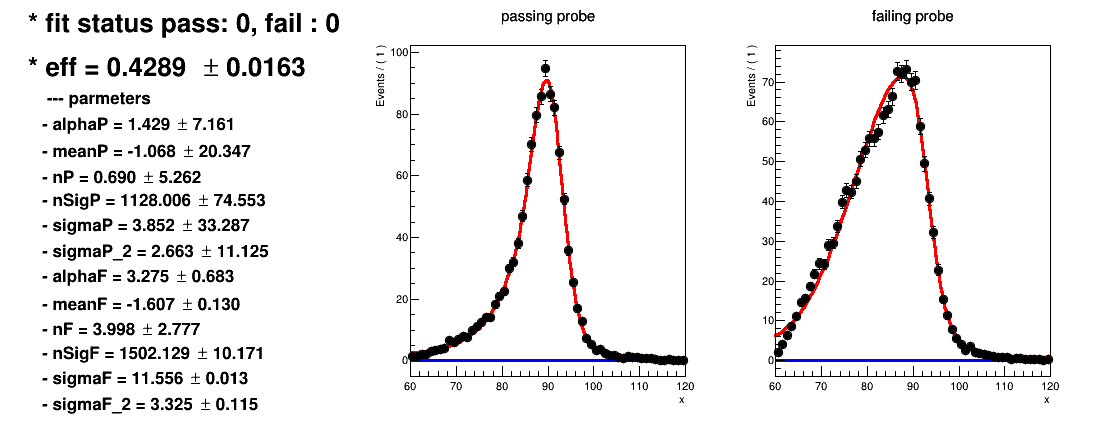 * fit status pass: 0, fail : 0
* eff = 0.4289 ± 0.0163
--- parmeters
- alphaP = 1.429 ± 7.161
- meanP = -1.068 ± 20.347
- nP = 0.690 ± 5.262
- nSigP = 1128.006 ± 74.553
- sigmaP = 3.852 ± 33.287
- sigmaP_2 = 2.663 ± 11.125
- alphaF = 3.275 ± 0.683
- meanF = -1.607 ± 0.130
- nF = 3.998 ± 2.777
- nSigF = 1502.129 ± 10.171
- sigmaF = 11.556 ± 0.013
- sigmaF_2 = 3.325 ± 0.115
passing probe
Events / ( 1 )
100
80
60
40
20
0
60 70 80 90 100 110 120
x
failing probe
Events / ( 1 )
70
60
50
40
30
20
10
0
60 70 80 90 100 110 120
x